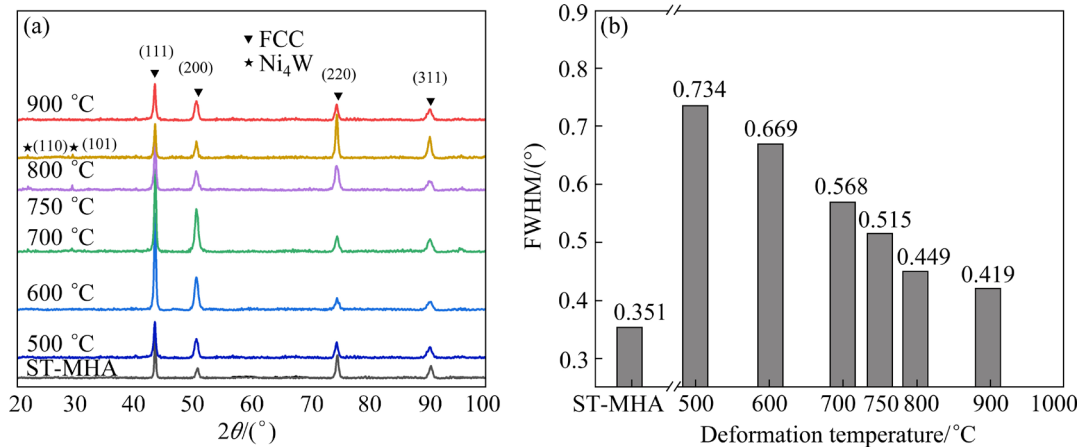 (a)
(111)
(200)
▼ FCC
★ Ni₄W
(220)
(311)
900 °C
★(110) ★ (101)
800 °C
750 °C
700 °C
600 °C
500 °C
ST-MHA
20 30 40 50 60 70 80 90 100
2θ/(°)
(b)
0.9
0.8
0.7
0.6
0.5
0.4
0.3
FWHM/(°)
0.351
0.734
0.669
0.568
0.515
0.449
0.419
ST-MHA 500 600 700 750 800 900 1000
Deformation temperature/°C